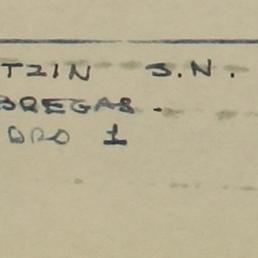 TZIN S.N.
BREGAS.-
DRO 1